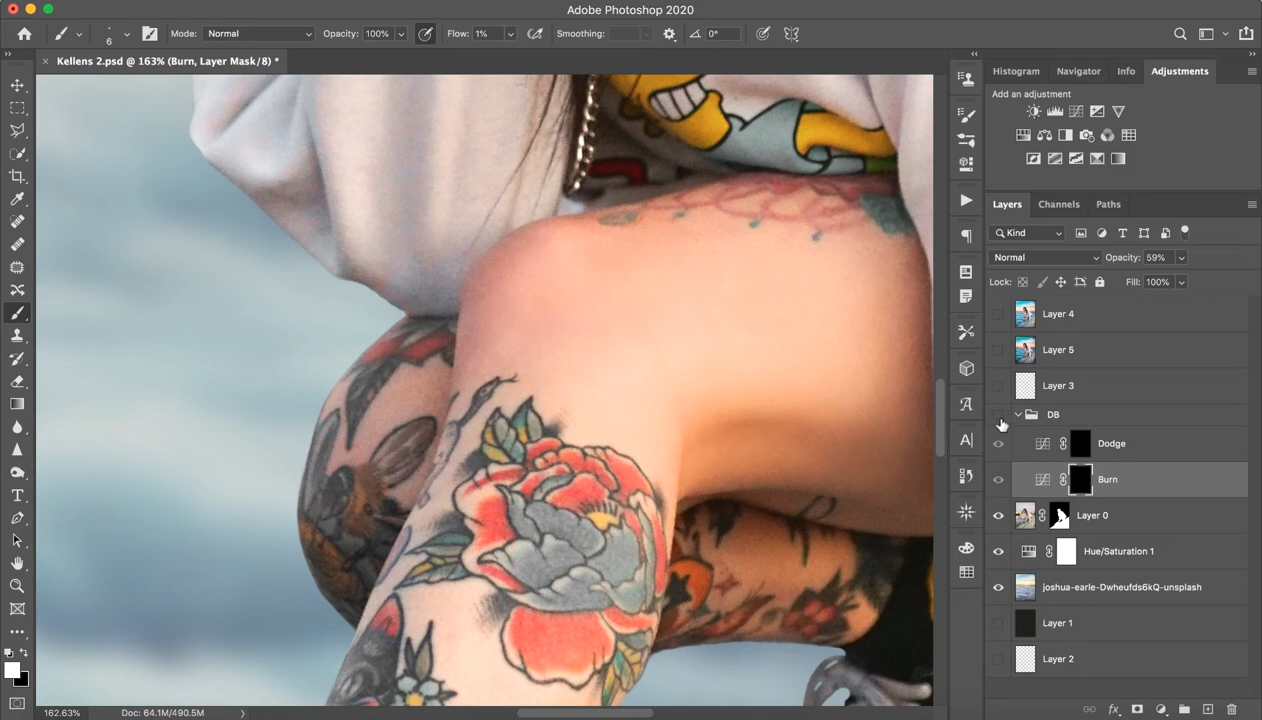 Adobe Photoshop 2020
6
Mode: Normal
Opacity: 100%
Flow: 1%
Smoothing:
0°
Kellens 2.psd @ 163% (Burn, Layer Mask/8) *
Histogram
Navigator
Info
Adjustments
Add an adjustment
Layers
Channels
Paths
Kind
Normal
Opacity: 59%
Lock:
Fill: 100%
Layer 4
Layer 5
Layer 3
DB
Dodge
Burn
Layer 0
Hue/Saturation 1
joshua-earle-Dwheufds6kQ-unsplash
Layer 1
Layer 2
162.63%
Doc: 64.1M/490.5M